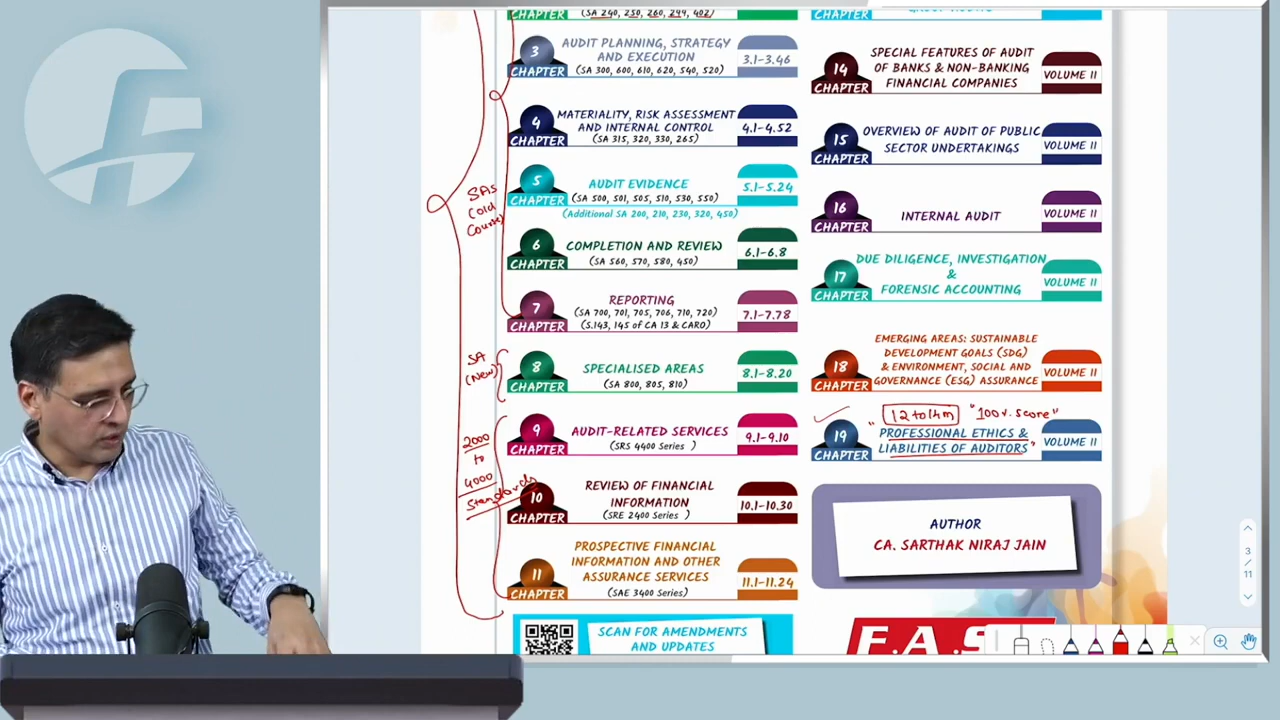 (SA 240, 250, 260, 299, 402)
3
CHAPTER
AUDIT PLANNING, STRATEGY
AND EXECUTION
(SA 300, 600, 610, 620, 540, 520)
3.1-3.46
4
CHAPTER
MATERIALITY, RISK ASSESSMENT
AND INTERNAL CONTROL
(SA 315, 320, 330, 265)
4.1-4.52
5
CHAPTER
AUDIT EVIDENCE
(SA 500, 501, 505, 510, 530, 550)
(Additional SA 200, 210, 230, 320, 450)
5.1-5.24
SAs
(old
Course)
6
CHAPTER
COMPLETION AND REVIEW
(SA 560, 570, 580, 450)
6.1-6.8
7
CHAPTER
REPORTING
(SA 700, 701, 705, 706, 710, 720)
(S.143, 145 of CA 13 & CARO)
7.1-7.78
SA
(New)
8
CHAPTER
SPECIALISED AREAS
(SA 800, 805, 810)
8.1-8.20
2000
to
4000
Standards
9
CHAPTER
AUDIT-RELATED SERVICES
(SRS 4400 Series )
9.1-9.10
10
CHAPTER
REVIEW OF FINANCIAL
INFORMATION
(SRE 2400 Series )
10.1-10.30
11
CHAPTER
PROSPECTIVE FINANCIAL
INFORMATION AND OTHER
ASSURANCE SERVICES
(SAE 3400 Series)
11.1-11.24
SCAN FOR AMENDMENTS
AND UPDATES
14
CHAPTER
SPECIAL FEATURES OF AUDIT
OF BANKS & NON-BANKING
FINANCIAL COMPANIES
VOLUME II
15
CHAPTER
OVERVIEW OF AUDIT OF PUBLIC
SECTOR UNDERTAKINGS
VOLUME II
16
CHAPTER
INTERNAL AUDIT
VOLUME II
17
CHAPTER
DUE DILIGENCE, INVESTIGATION
&
FORENSIC ACCOUNTING
VOLUME II
18
CHAPTER
EMERGING AREAS: SUSTAINABLE
DEVELOPMENT GOALS (SDG)
& ENVIRONMENT, SOCIAL AND
GOVERNANCE (ESG) ASSURANCE
VOLUME II
12 to 14m "100%. score"
19
CHAPTER
"PROFESSIONAL ETHICS &
LIABILITIES OF AUDITORS"
VOLUME II
AUTHOR
CA. SARTHAK NIRAJ JAIN
F.A.S
3
/
11